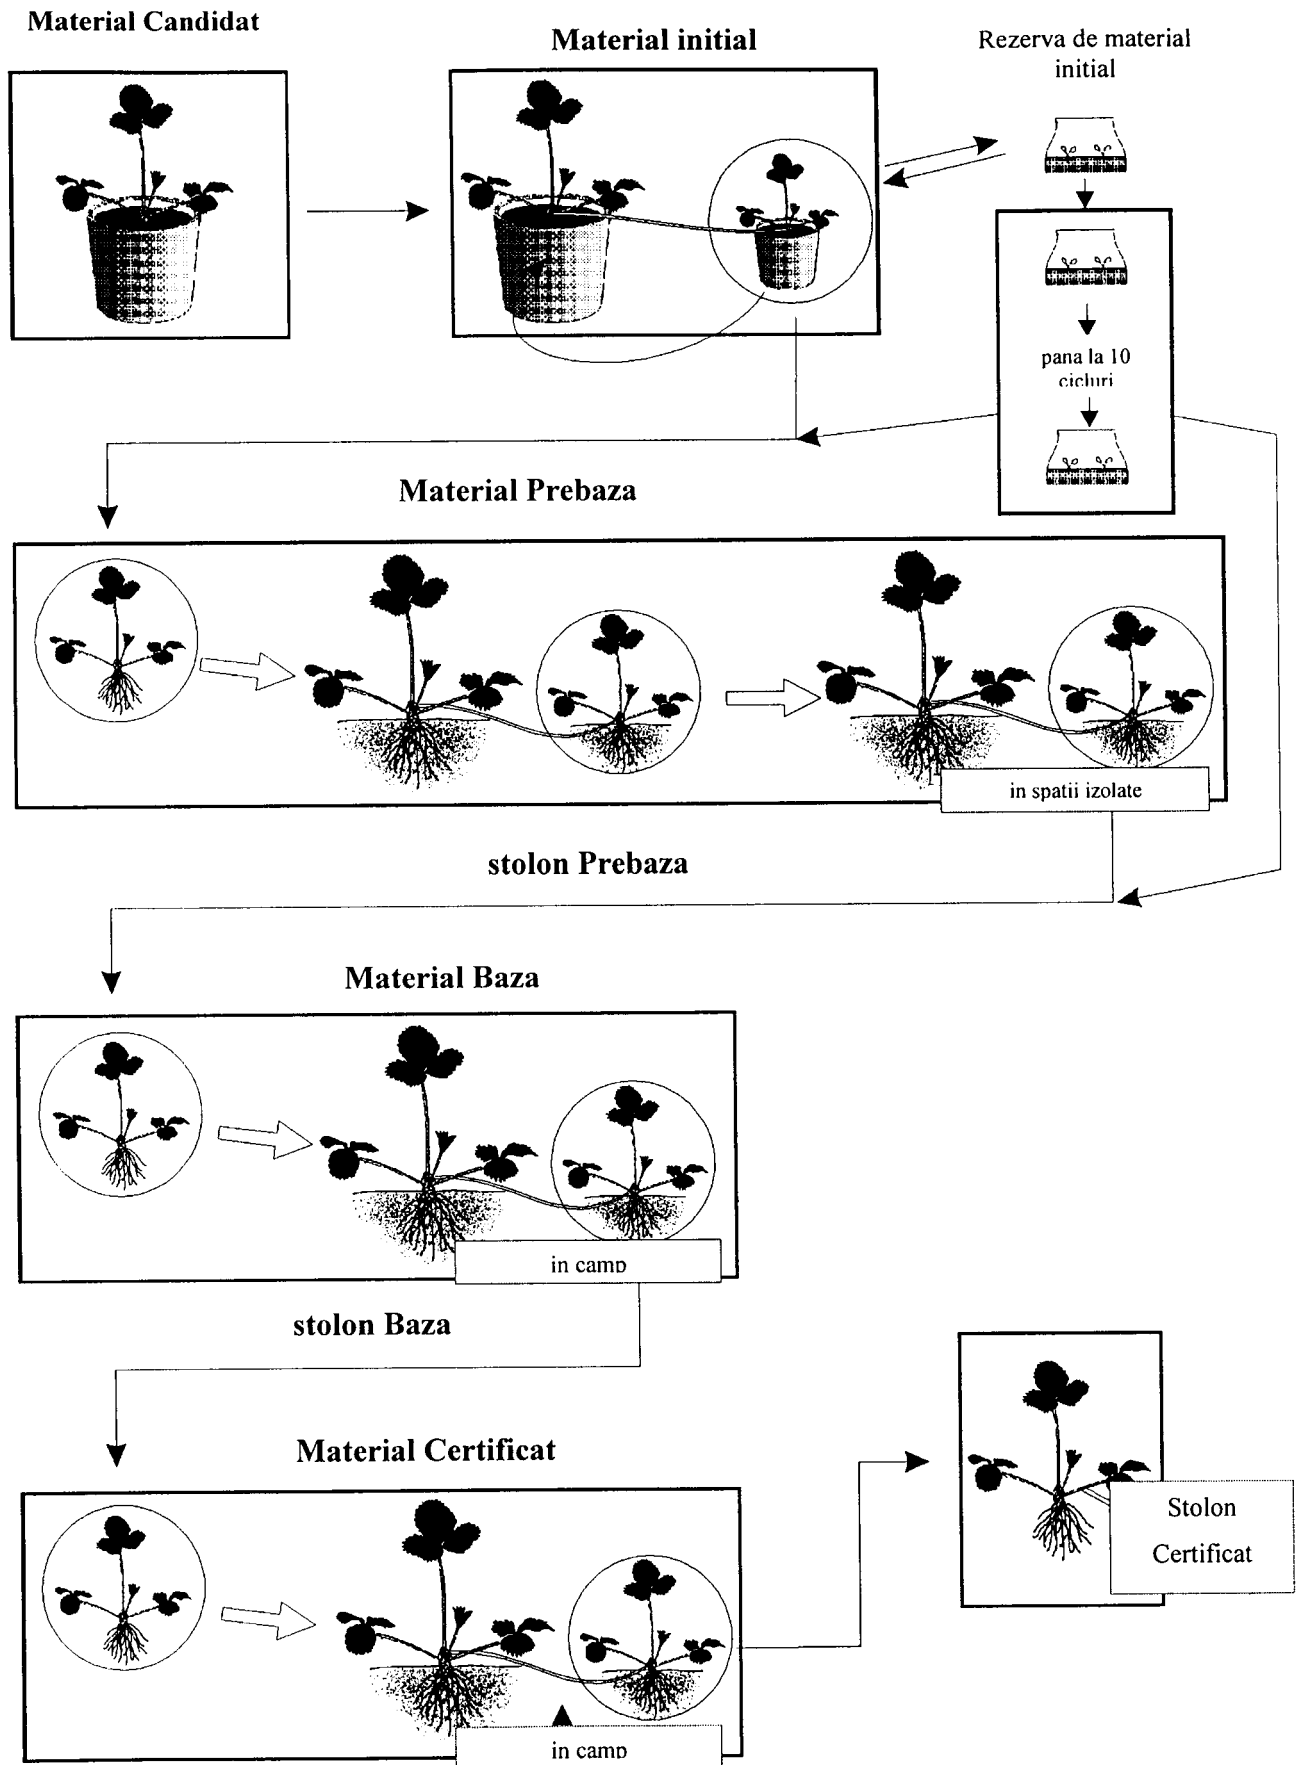 Material Candidat
Material initial
Rezerva de material
initial
pana la 10
cicluri
Material Prebaza
in spatii izolate
stolon Prebaza
Material Baza
in camp
stolon Baza
Material Certificat
Stolon
Certificat
in camp